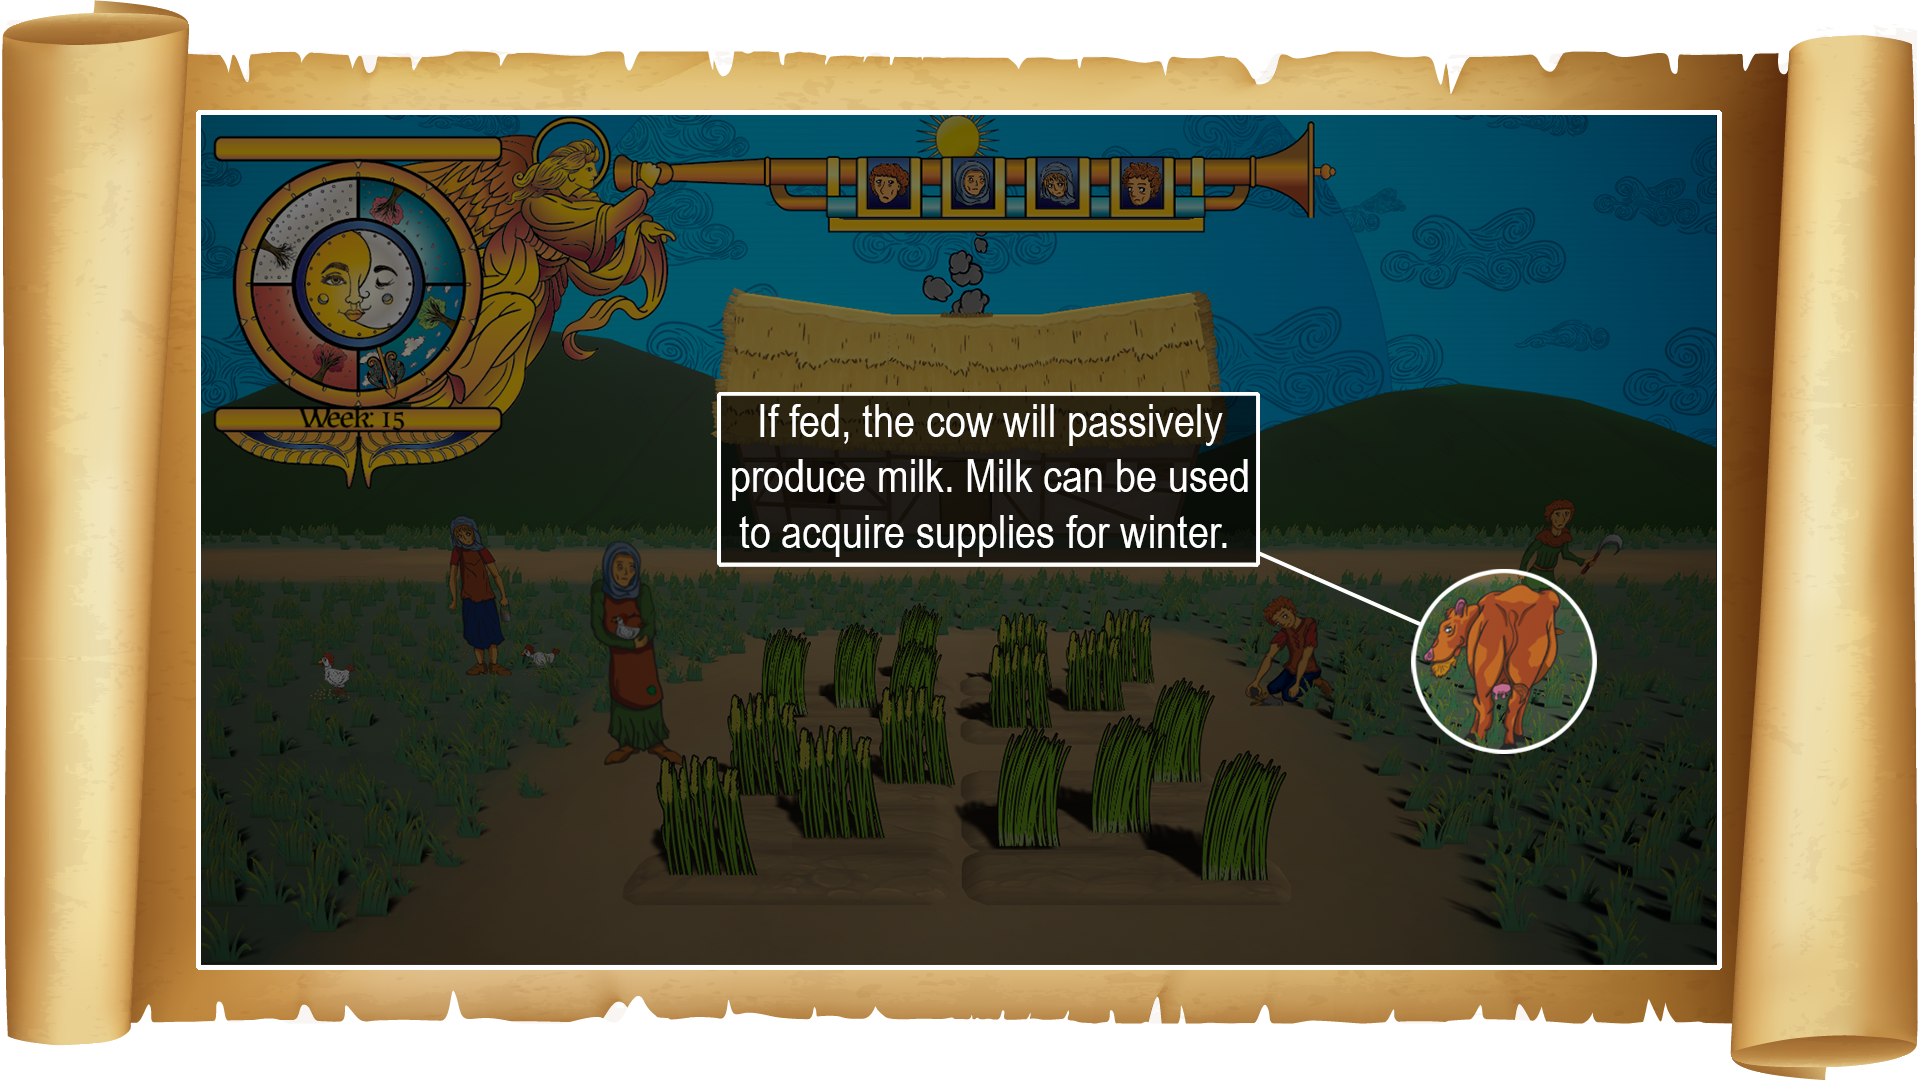 Week: 15
If fed, the cow will passively
produce milk. Milk can be used
to acquire supplies for winter.